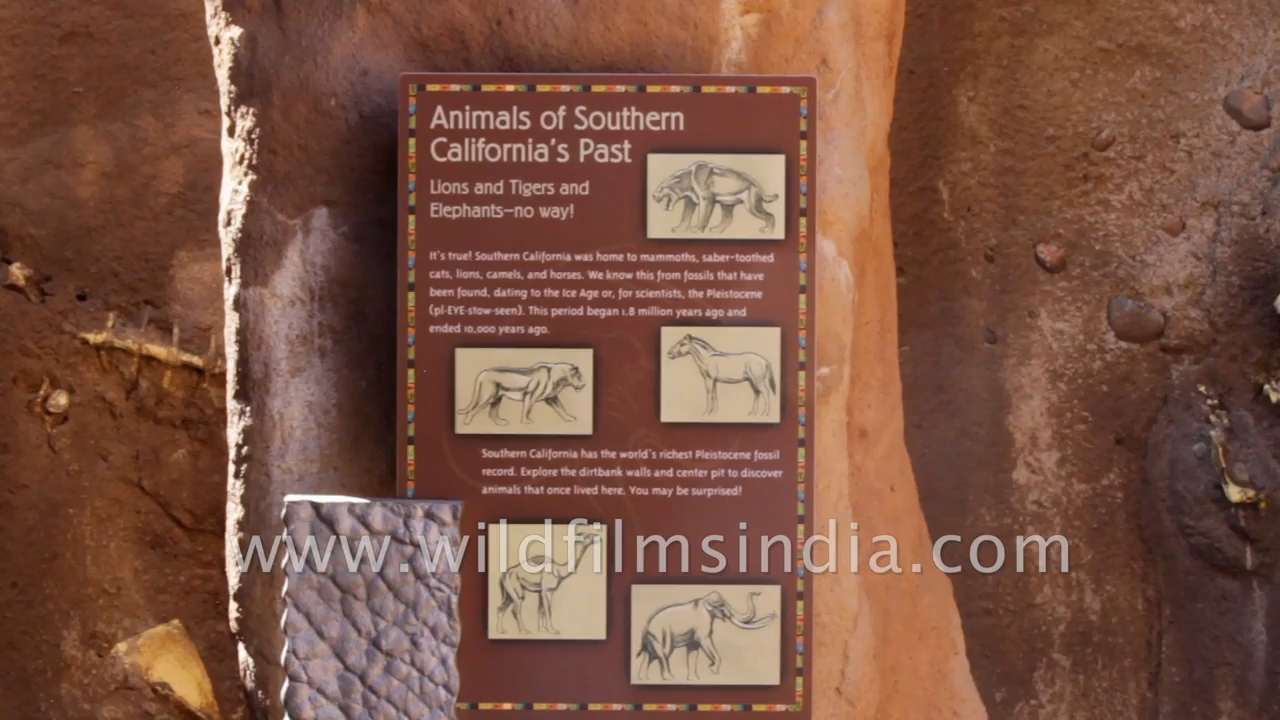 Animals of Southern
California's Past
Lions and Tigers and
Elephants—no way!
It's true! Southern California was home to mammoths, saber-toothed
cats, lions, camels, and horses. We know this from fossils that have
been found, dating to the Ice Age or, for scientists, the Pleistocene
(pl-EYE-stow-seen). This period began 1.8 million years ago and
ended 10,000 years ago.
Southern California has the world's richest Pleistocene fossil
record. Explore the dirtbank walls and center pit to discover
animals that once lived here. You may be surprised!
www.wildfilmsindia.com